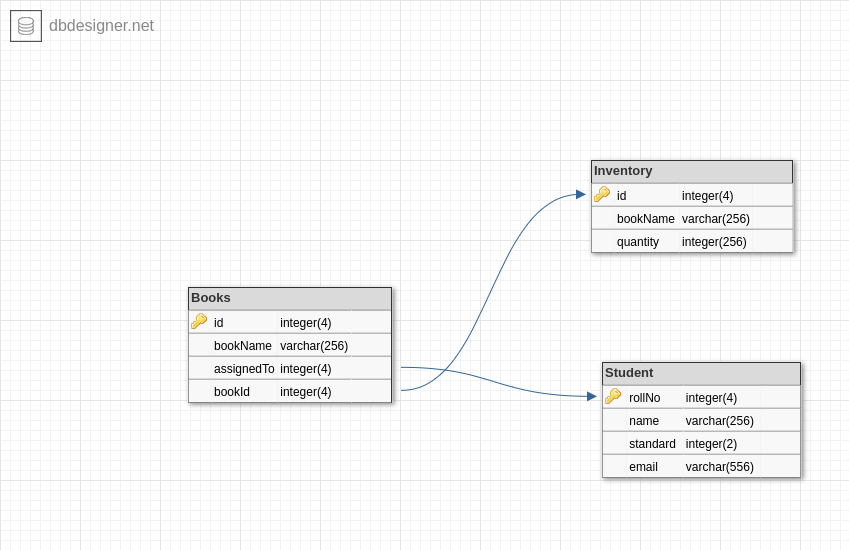 dbdesigner.net
Inventory
id integer(4)
bookName varchar(256)
quantity integer(256)
Books
id integer(4)
bookName varchar(256)
assignedTo integer(4)
bookId integer(4)
Student
rollNo integer(4)
name varchar(256)
standard integer(2)
email varchar(556)